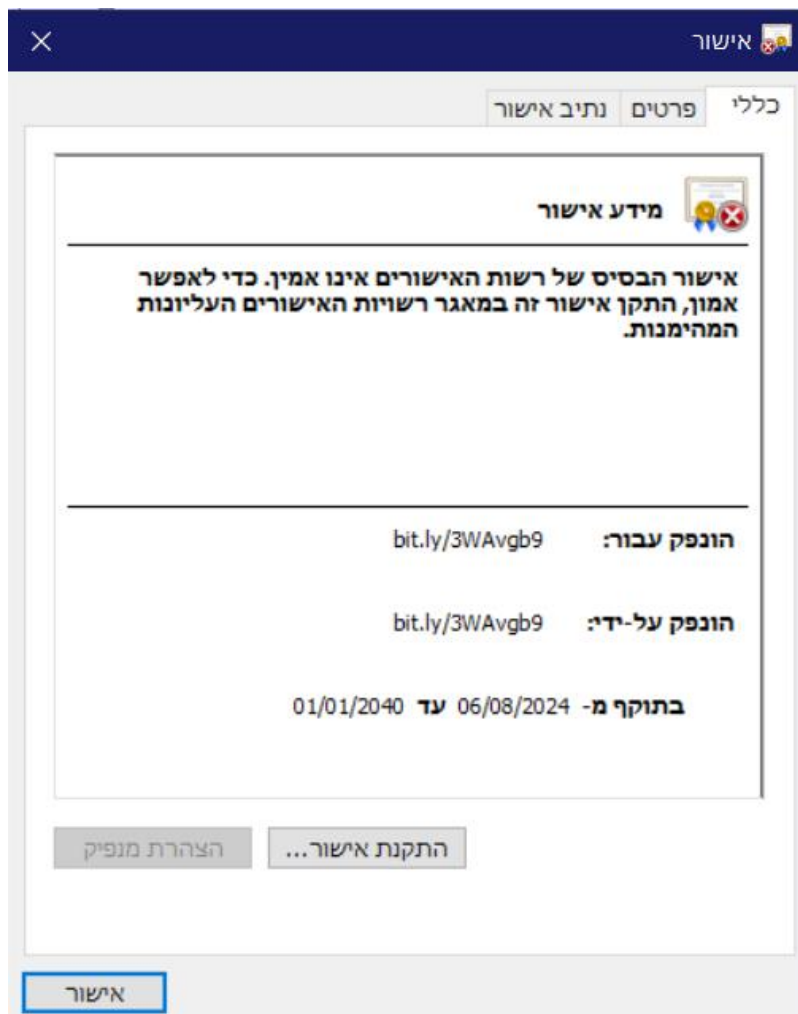 אישור
כללי
פרטים
נתיב אישור
מידע אישור
אישור הבסיס של רשות האישורים אינו אמין. כדי לאפשר
אמון, התקן אישור זה במאגר רשויות האישורים העליונות
המהימנות.
הונפק עבור: bit.ly/3WAvgb9
הונפק על-ידי: bit.ly/3WAvgb9
בתוקף מ- 06/08/2024 עד 01/01/2040
התקנת אישור...
הצהרת מנפיק
אישור